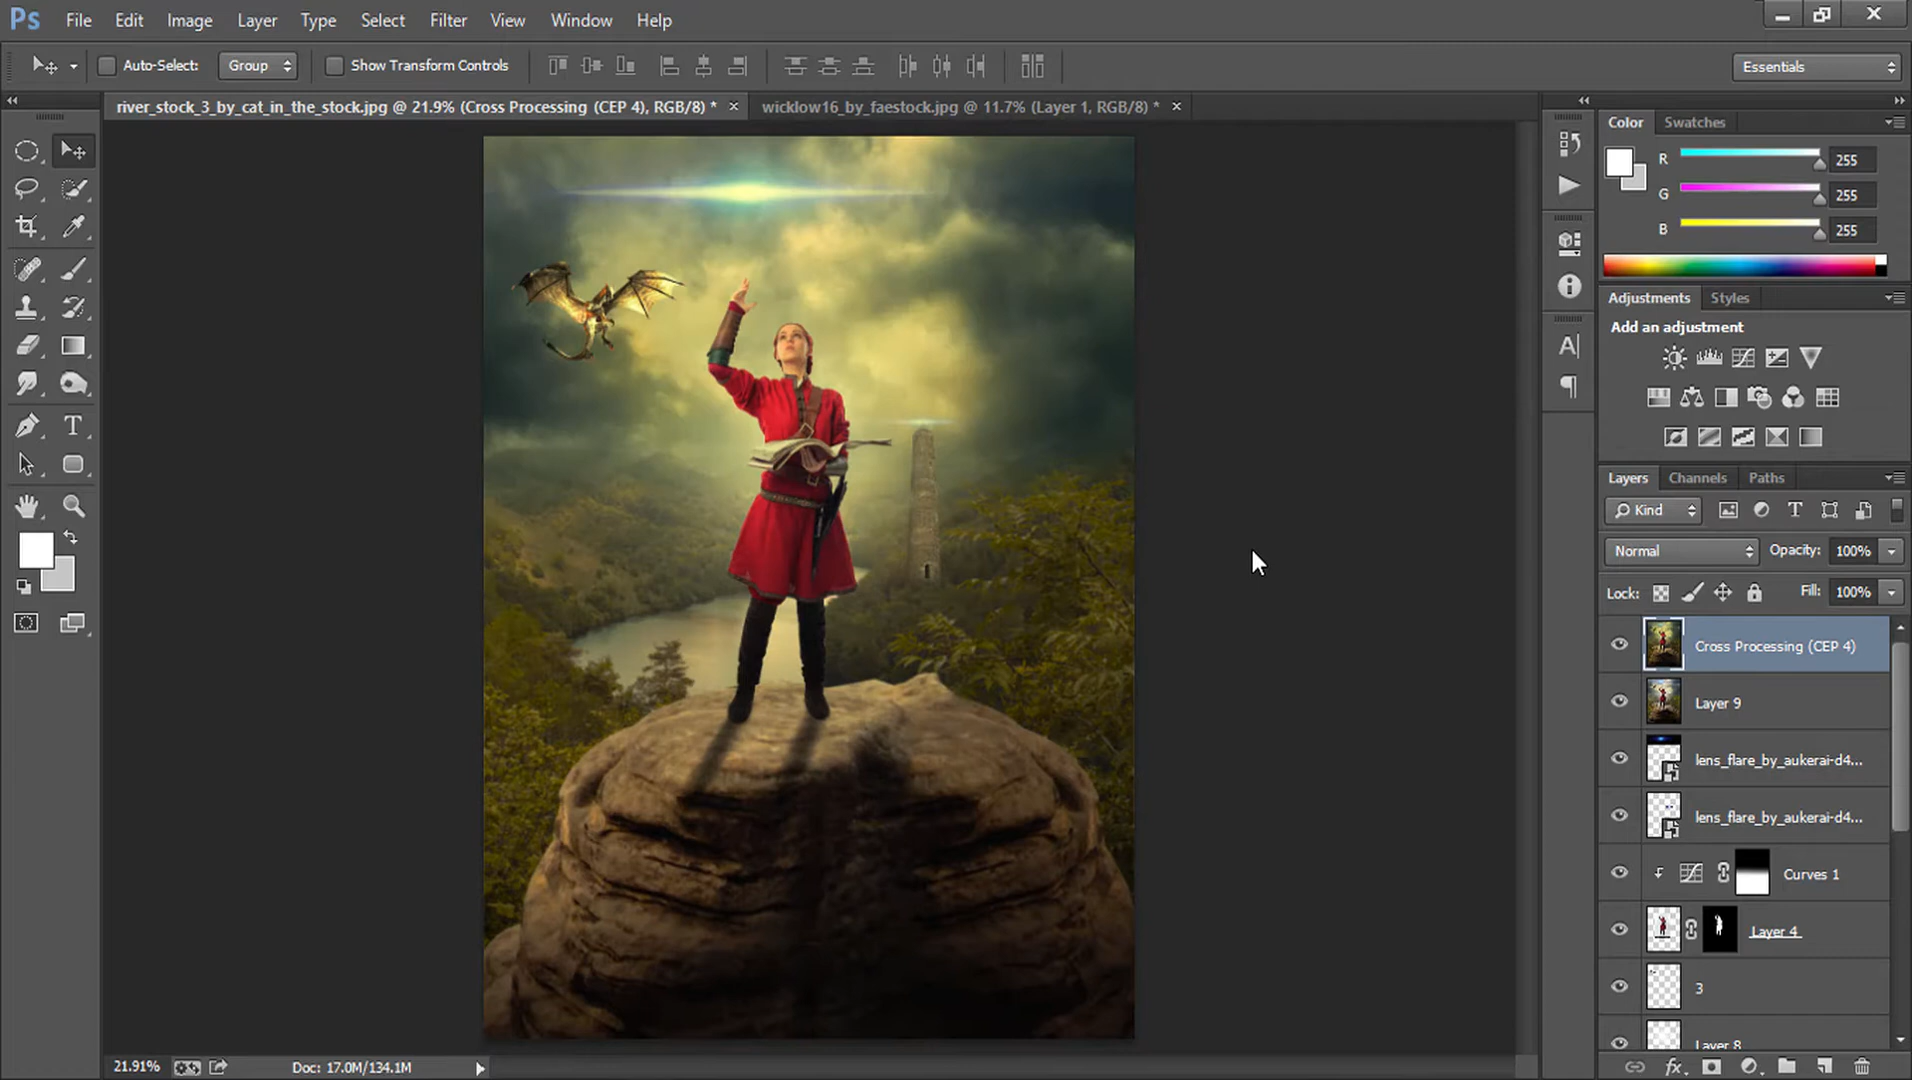 Ps File Edit Image Layer Type Select Filter View Window Help
Auto-Select: Group Show Transform Controls Essentials
river_stock_3_by_cat_in_the_stock.jpg @ 21.9% (Cross Processing (CEP 4), RGB/8) * wicklow16_by_faestock.jpg @ 11.7% (Layer 1, RGB/8) *
Color Swatches
R 255
G 255
B 255
Adjustments Styles
Add an adjustment
Layers Channels Paths
Kind
Normal Opacity: 100%
Lock: Fill: 100%
Cross Processing (CEP 4)
Layer 9
lens_flare_by_aukerai-d4...
lens_flare_by_aukerai-d4...
Curves 1
Layer 4
3
Layer 8
21.91% Doc: 17.0M/134.1M